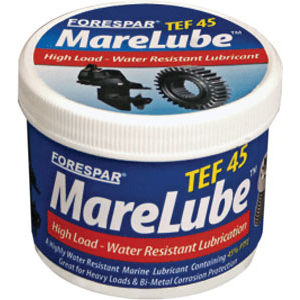 FORESPAR® TEF 45
MareLube™
High Load - Water Resistant Lubricant
FORESPAR® TEF 45
MareLube™
High Load - Water Resistant Lubrication
A Highly Water Resistant Marine Lubricant Containing 45% PTFE
Great for Heavy Loads & Bi-Metal Corrosion Protection